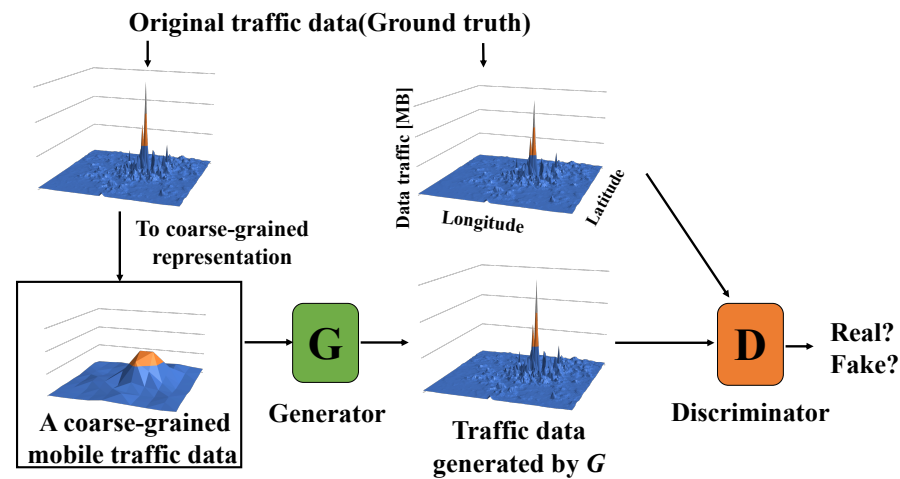 Original traffic data(Ground truth)
Data traffic [MB]
Longitude
Latitude
To coarse-grained
representation
G
D
Real?
Fake?
Generator
Discriminator
A coarse-grained
mobile traffic data
Traffic data
generated by G